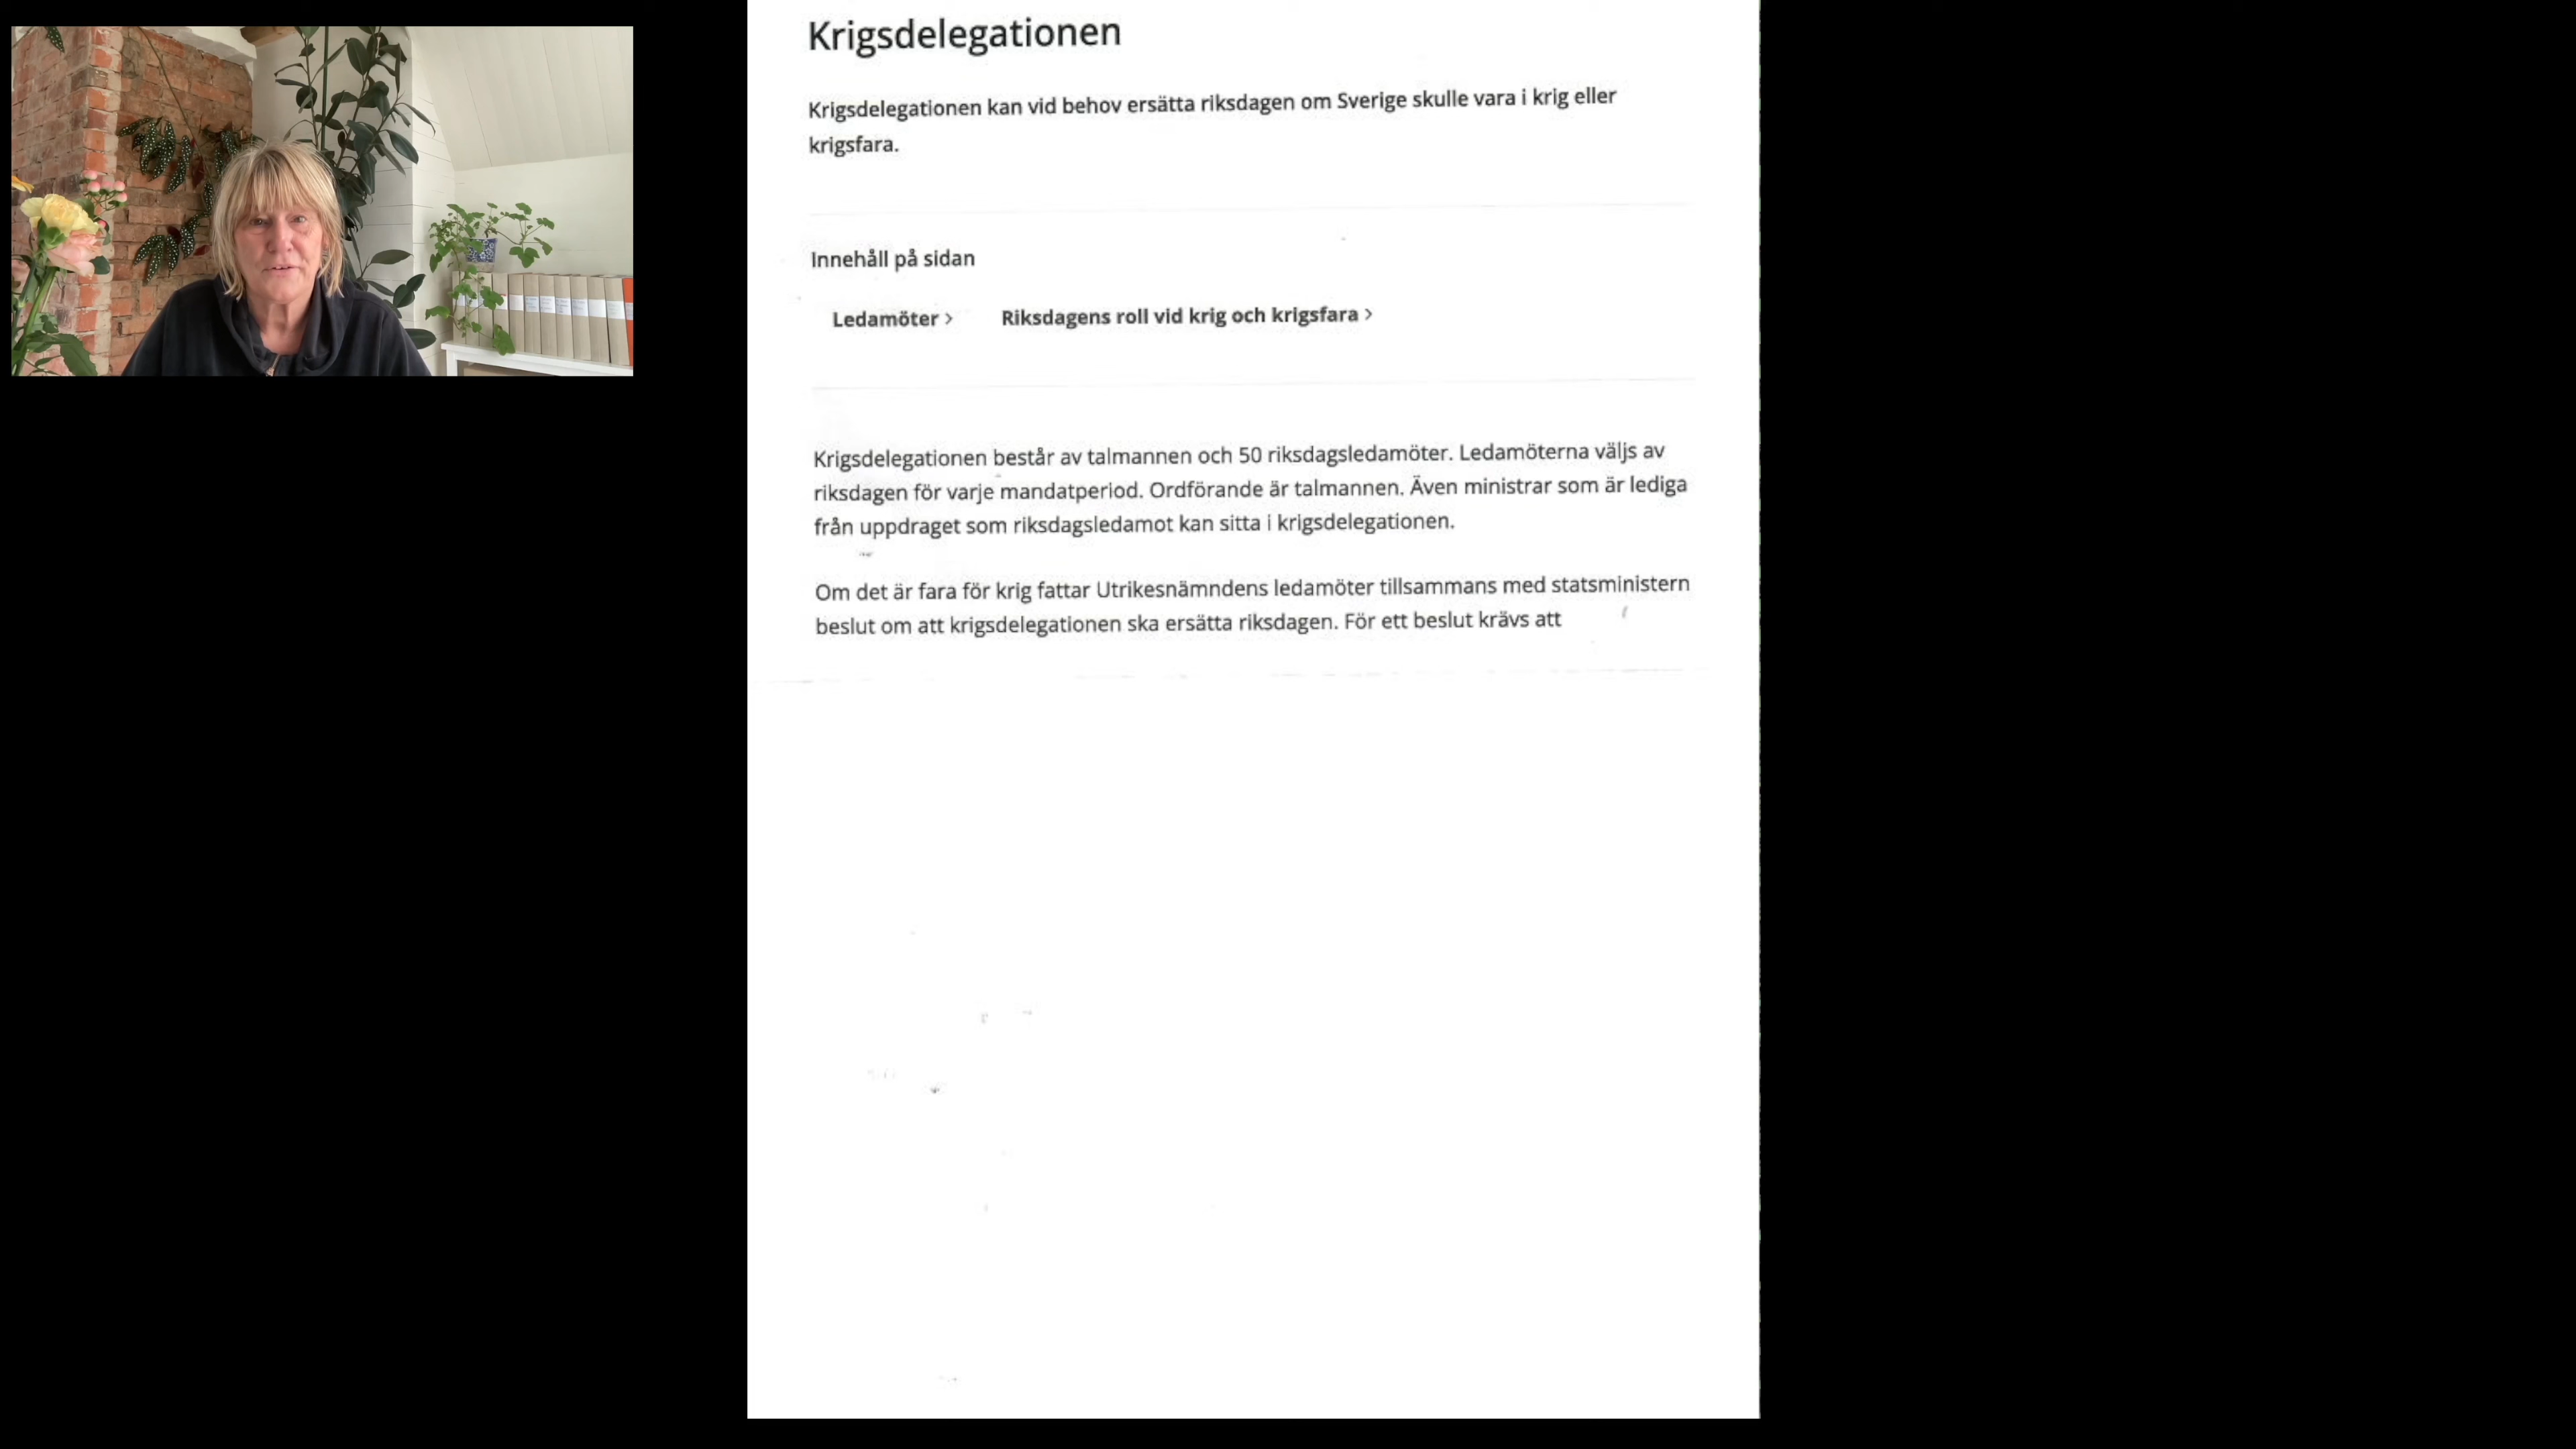 Krigsdelegationen
Krigsdelegationen kan vid behov ersätta riksdagen om Sverige skulle vara i krig eller
krigsfara.
Innehåll på sidan
Ledamöter > Riksdagens roll vid krig och krigsfara >
Krigsdelegationen består av talmannen och 50 riksdagsledamöter. Ledamöterna väljs av
riksdagen för varje mandatperiod. Ordförande är talmannen. Även ministrar som är lediga
från uppdraget som riksdagsledamot kan sitta i krigsdelegationen.
Om det är fara för krig fattar Utrikesnämndens ledamöter tillsammans med statsministern
beslut om att krigsdelegationen ska ersätta riksdagen. För ett beslut krävs att